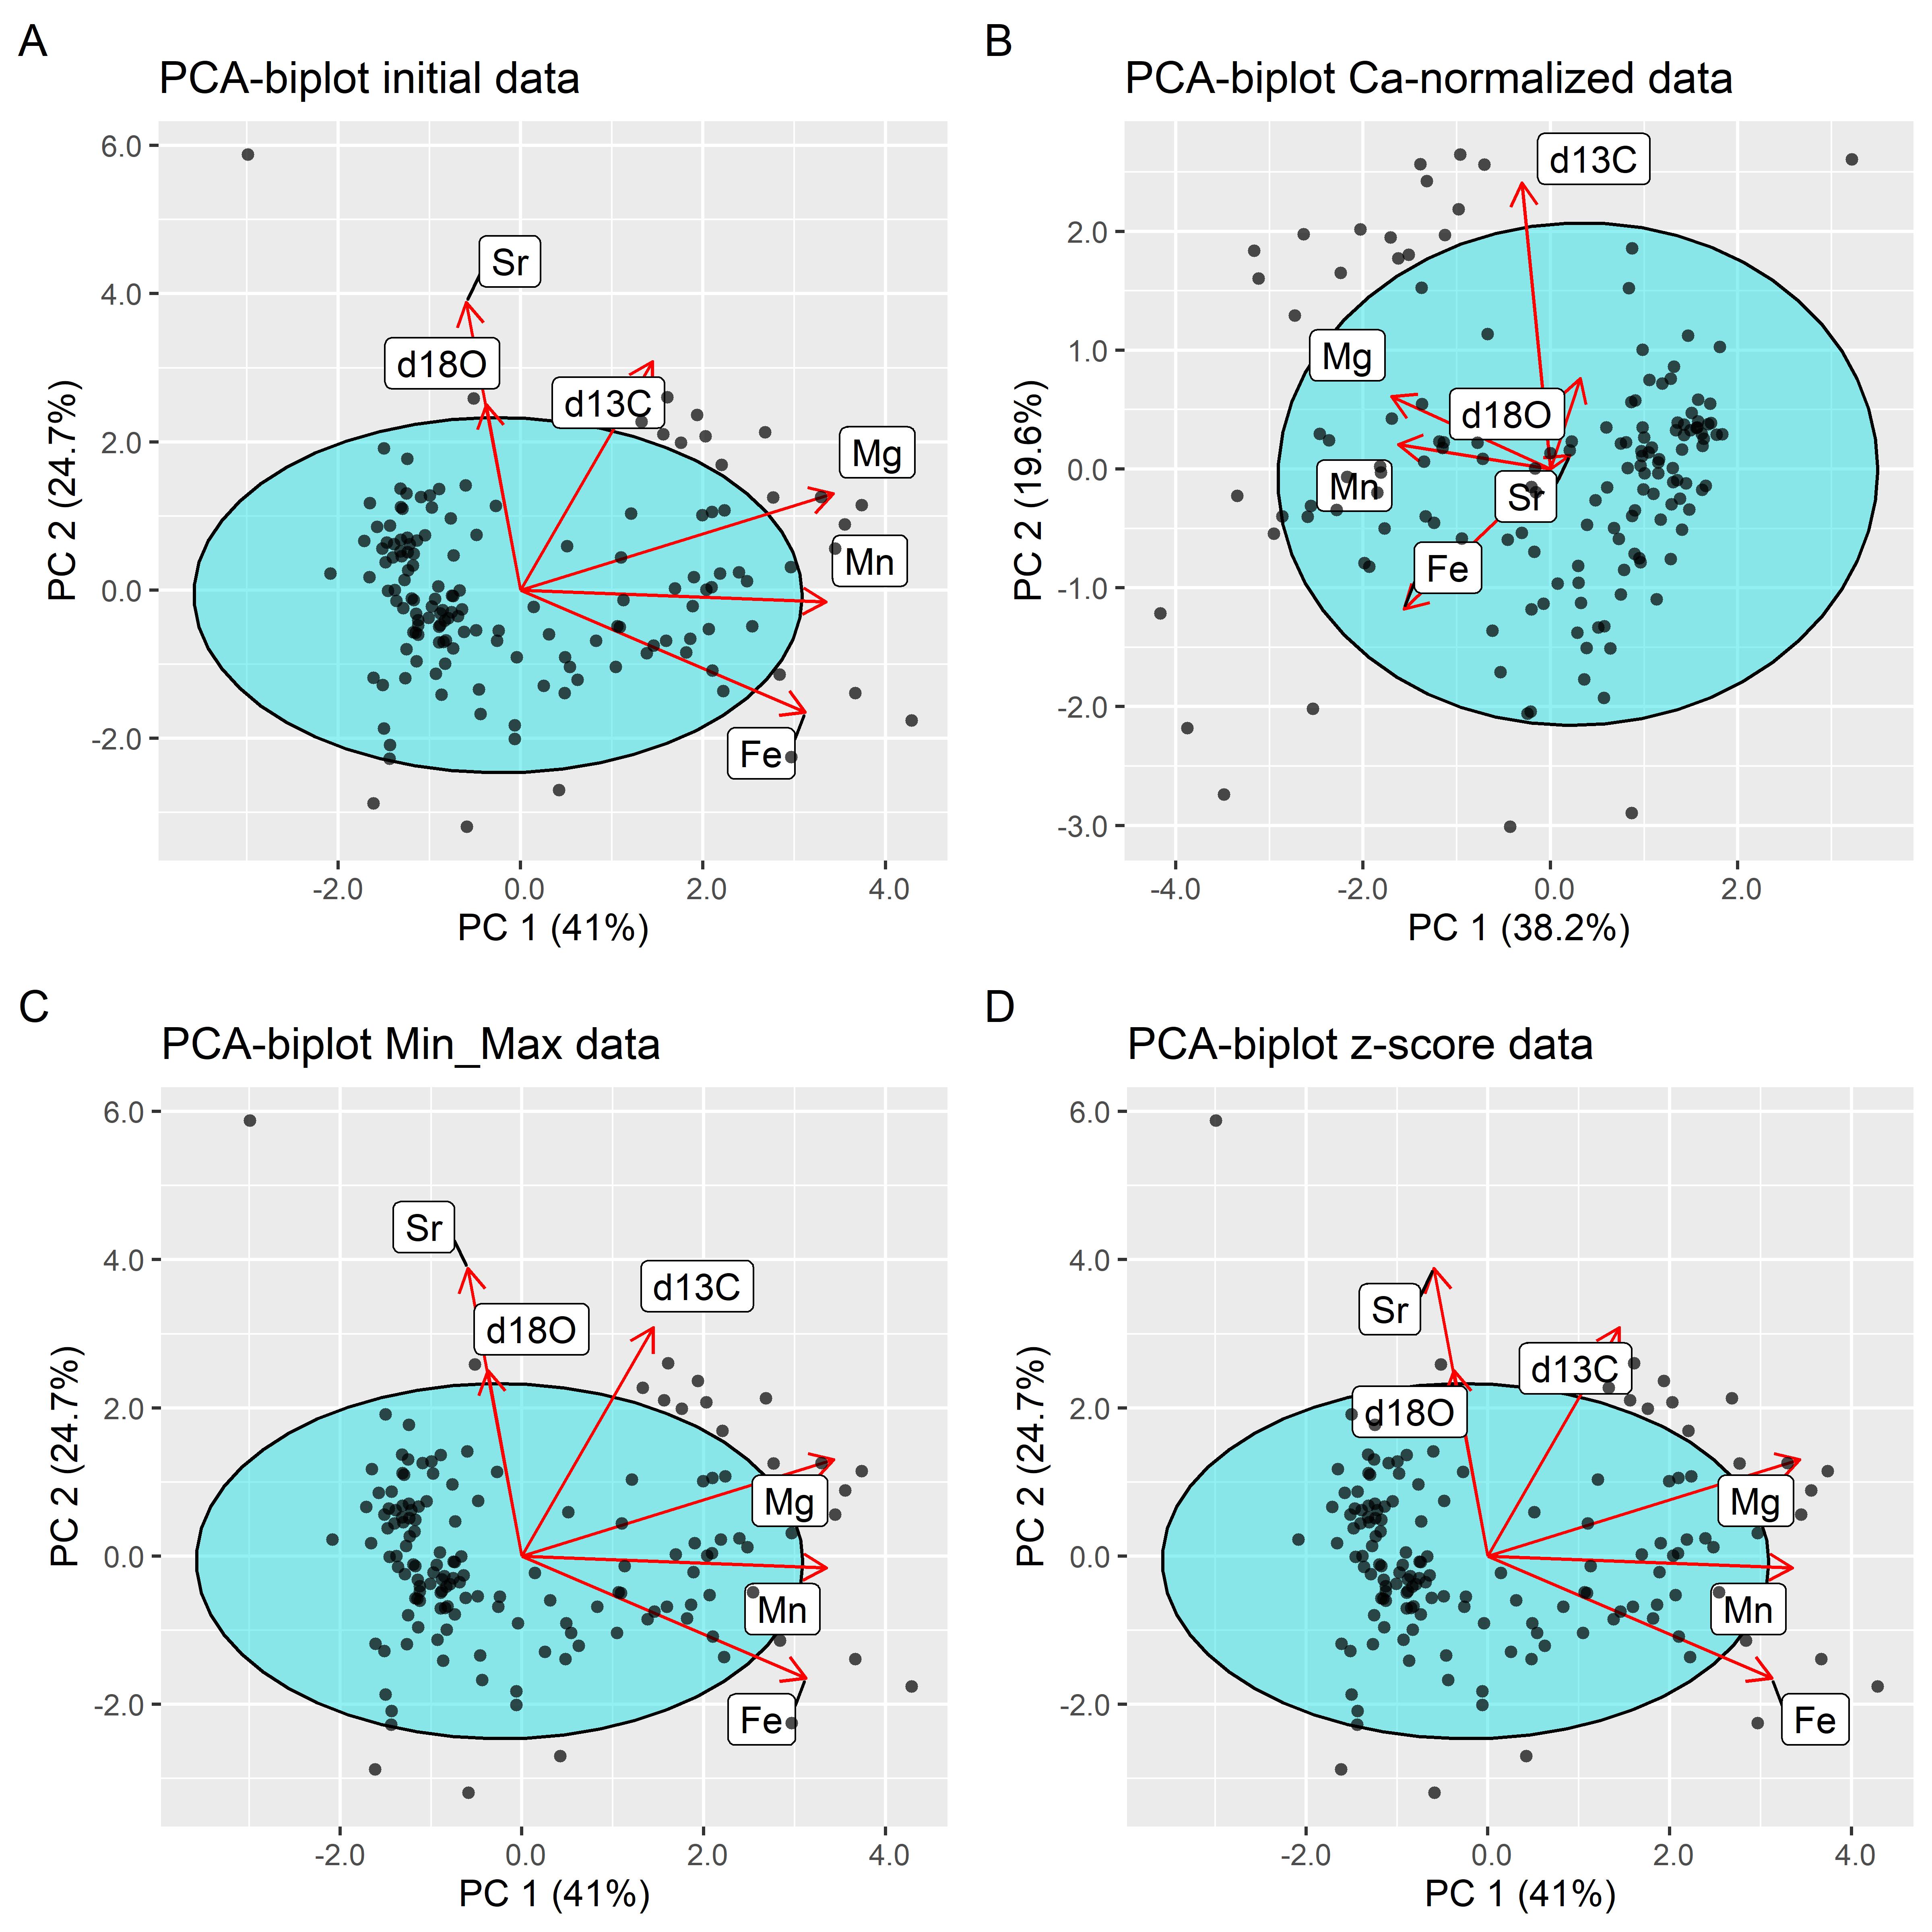 A
PCA-biplot initial data
6.0
4.0
2.0
0.0
-2.0
PC 2 (24.7%)
Sr
d18O
d13C
Mg
Mn
Fe
-2.0 0.0 2.0 4.0
PC 1 (41%)
B
PCA-biplot Ca-normalized data
2.0
1.0
0.0
-1.0
-2.0
-3.0
PC 2 (19.6%)
d13C
Mg
d18O
Mn
Sr
Fe
-4.0 -2.0 0.0 2.0
PC 1 (38.2%)
C
PCA-biplot Min_Max data
6.0
4.0
2.0
0.0
-2.0
PC 2 (24.7%)
Sr
d13C
d18O
Mg
Mn
Fe
-2.0 0.0 2.0 4.0
PC 1 (41%)
D
PCA-biplot z-score data
6.0
4.0
2.0
0.0
-2.0
PC 2 (24.7%)
Sr
d13C
d18O
Mg
Mn
Fe
-2.0 0.0 2.0 4.0
PC 1 (41%)